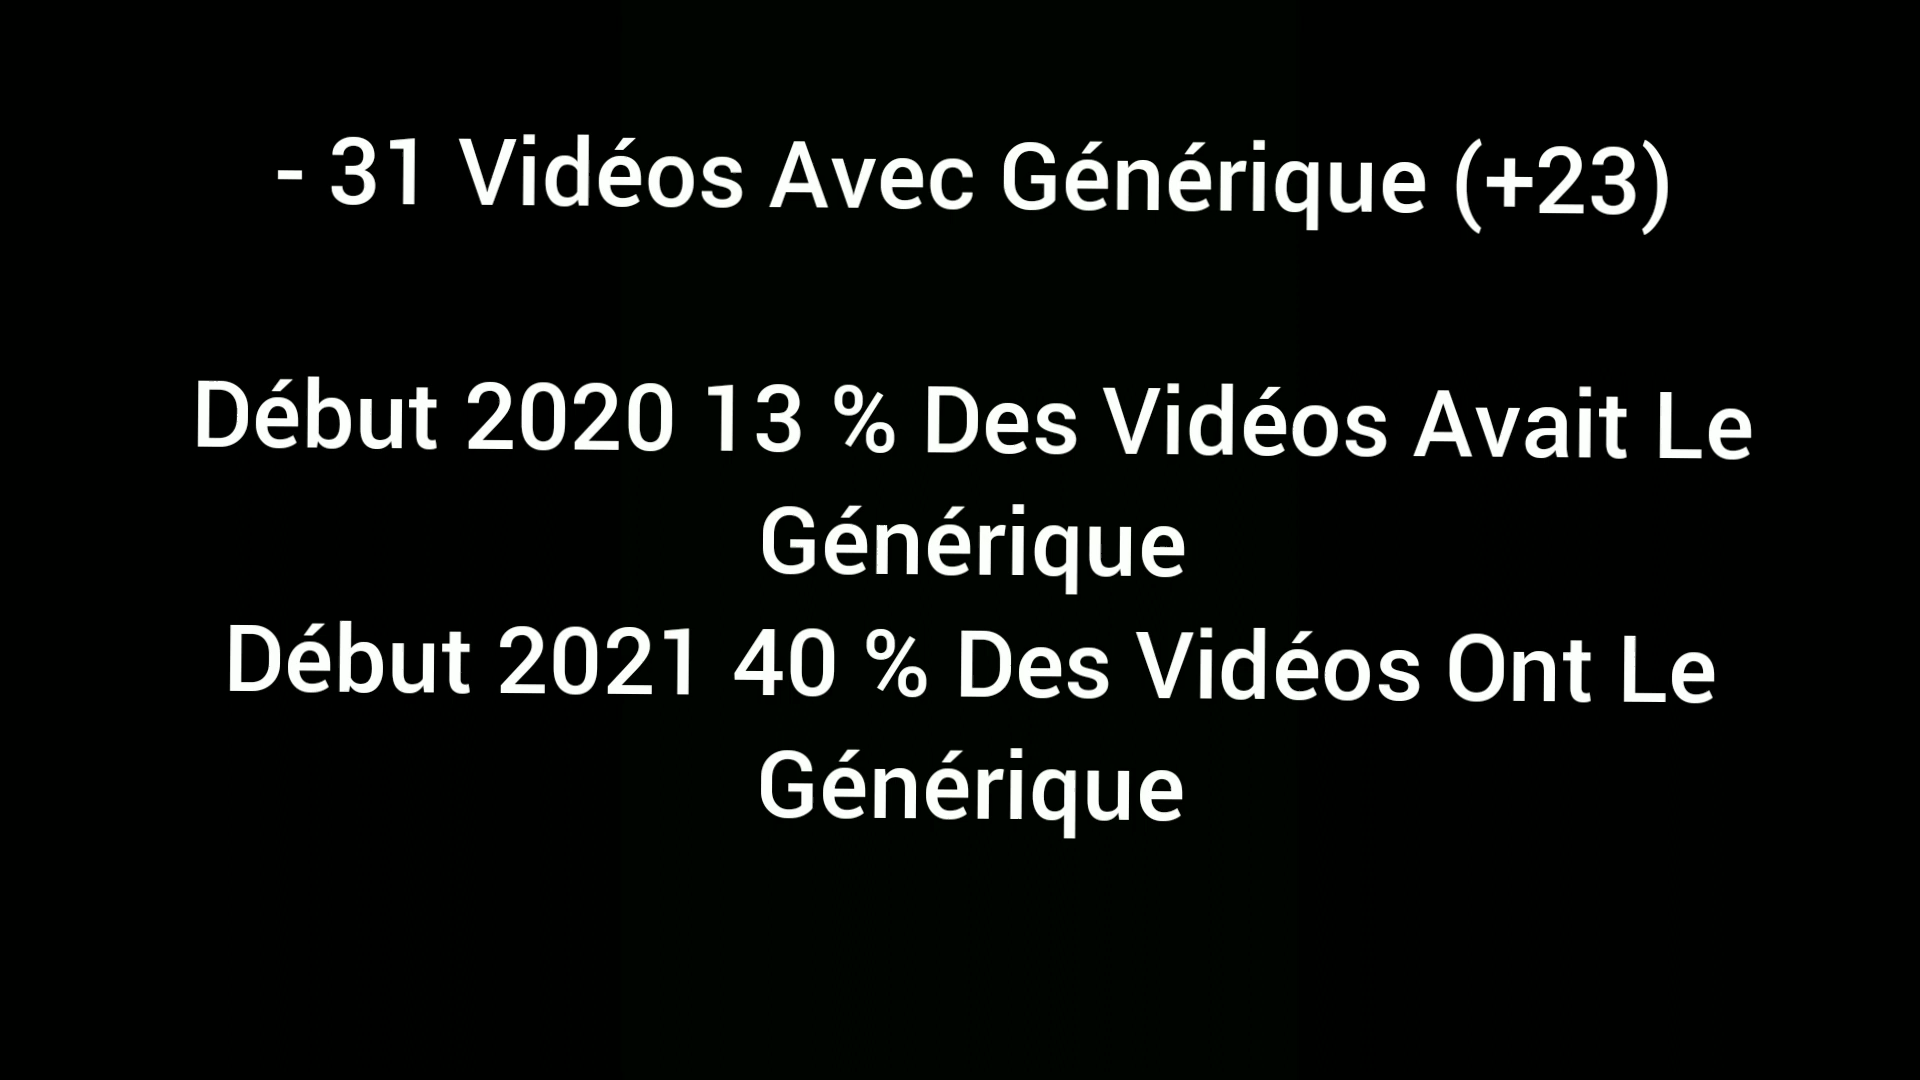 - 31 Vidéos Avec Générique (+23)
Début 2020 13 % Des Vidéos Avait Le
Générique
Début 2021 40 % Des Vidéos Ont Le
Générique